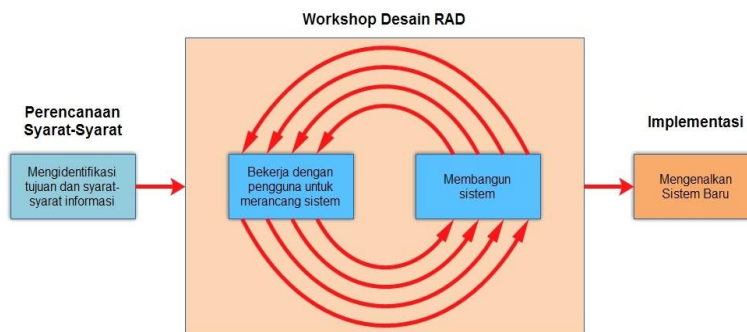 Workshop Desain RAD
Perencanaan
Syarat-Syarat
Mengidentifikasi
tujuan dan syarat-
syarat informasi
Bekerja dengan
pengguna untuk
merancang sistem
Membangun
sistem
Implementasi
Mengenalkan
Sistem Baru